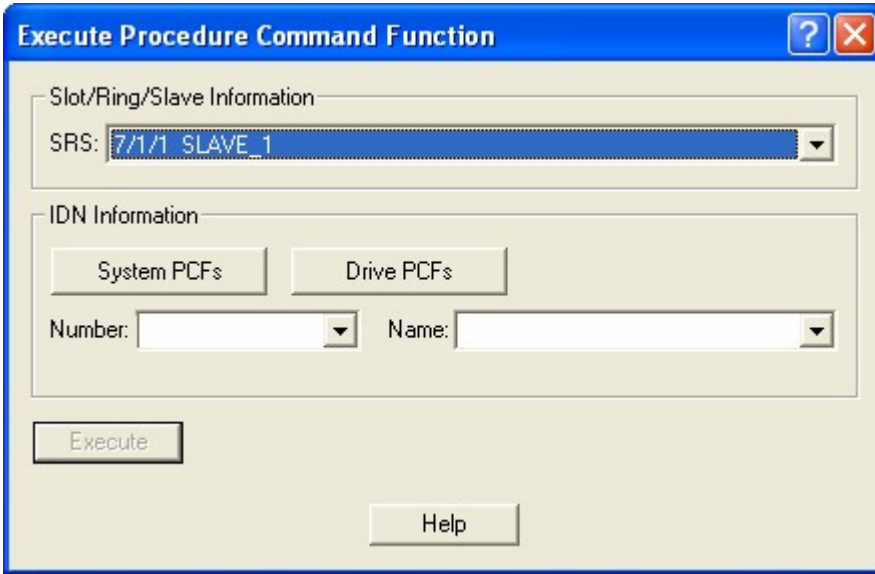 Execute Procedure Command Function
Slot/Ring/Slave Information
SRS: 7/1/1 SLAVE_1
IDN Information
System PCFs Drive PCFs
Number: Name:
Execute
Help